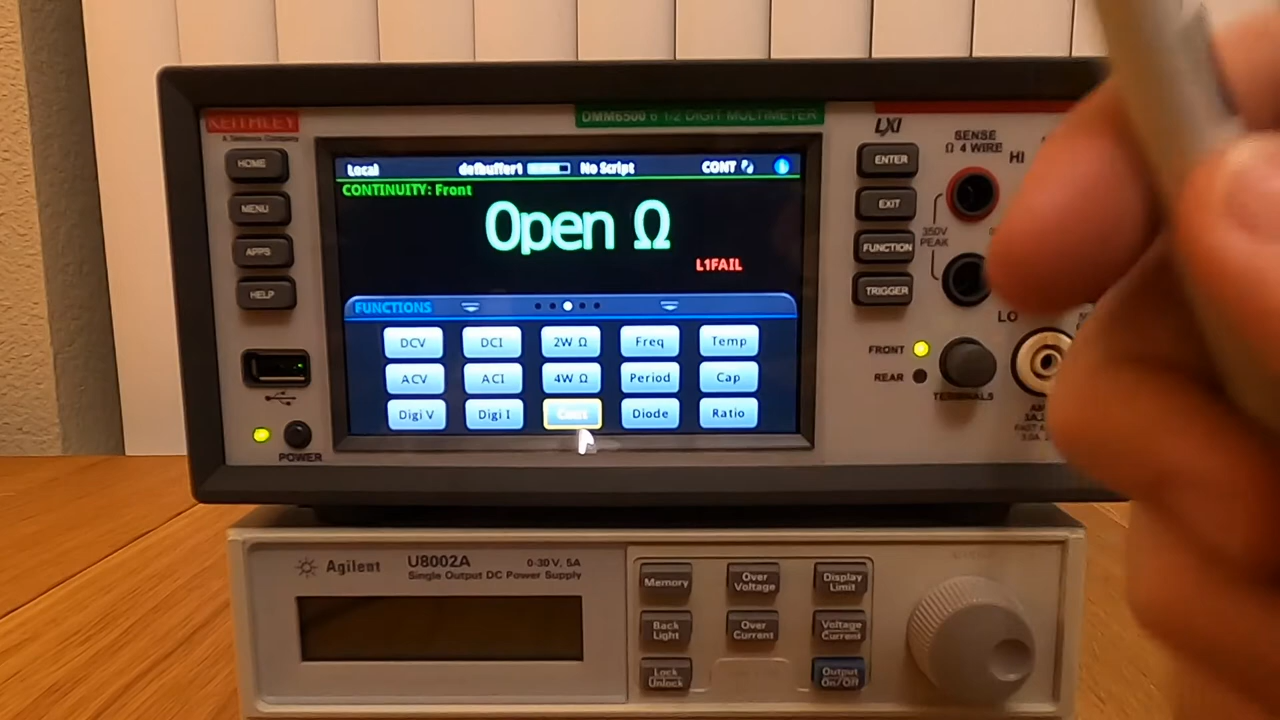 KEITHLEY
A Tektronix Company
DMM6500 6 1/2 DIGIT MULTIMETER
LXI
HOME
MENU
APPS
HELP
POWER
Local
defbuffer1
No Script
CONT
CONTINUITY: Front
Open Ω
L1FAIL
FUNCTIONS
DCV
DCI
2W Ω
Freq
Temp
ACV
ACI
4W Ω
Period
Cap
Digi V
Digi I
Cont
Diode
Ratio
ENTER
EXIT
FUNCTION
TRIGGER
SENSE
Ω 4 WIRE
HI
350V
PEAK
LO
FRONT
REAR
TERMINALS
Agilent
U8002A
Single Output DC Power Supply
0-30V, 5A
Memory
Over
Voltage
Display
Limit
Back
Light
Over
Current
Voltage
Current
Lock
Unlock
Output
On/Off